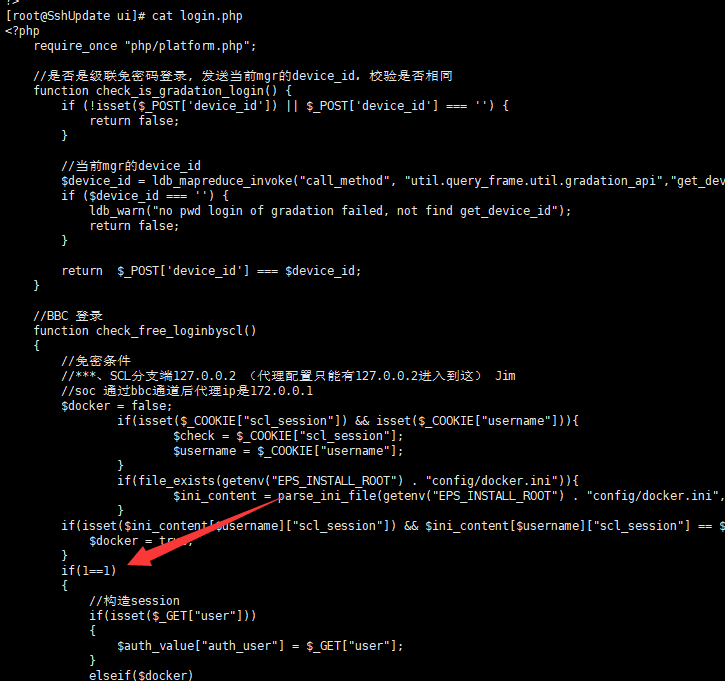 ?>
[root@SshUpdate ui]# cat login.php
<?php
require_once "php/platform.php";
//是否是级联免密码登录，发送当前mgr的device_id，校验是否相同
function check_is_gradation_login() {
if (!isset($_POST['device_id']) || $_POST['device_id'] === '') {
return false;
}
//当前mgr的device_id
$device_id = ldb_mapreduce_invoke("call_method", "util.query_frame.util.gradation_api","get_dev
if ($device_id === '') {
ldb_warn("no pwd login of gradation failed, not find get_device_id");
return false;
}
return  $_POST['device_id'] === $device_id;
}
//BBC 登录
function check_free_loginbyscl()
{
//免密条件
//***、SCL分支端127.0.0.2 （代理配置只能有127.0.0.2进入到这） Jim
//soc 通过bbc通道后代理ip是172.0.0.1
$docker = false;
if(isset($_COOKIE["scl_session"]) && isset($_COOKIE["username"])){
$check = $_COOKIE["scl_session"];
$username = $_COOKIE["username"];
}
if(file_exists(getenv("EPS_INSTALL_ROOT") . "config/docker.ini")){
$ini_content = parse_ini_file(getenv("EPS_INSTALL_ROOT") . "config/docker.ini",
}
if(isset($ini_content[$username]["scl_session"]) && $ini_content[$username]["scl_session"] == $
$docker = true;
}
if(1==1)
{
//构造session
if(isset($_GET["user"]))
{
$auth_value["auth_user"] = $_GET["user"];
}
elseif($docker)